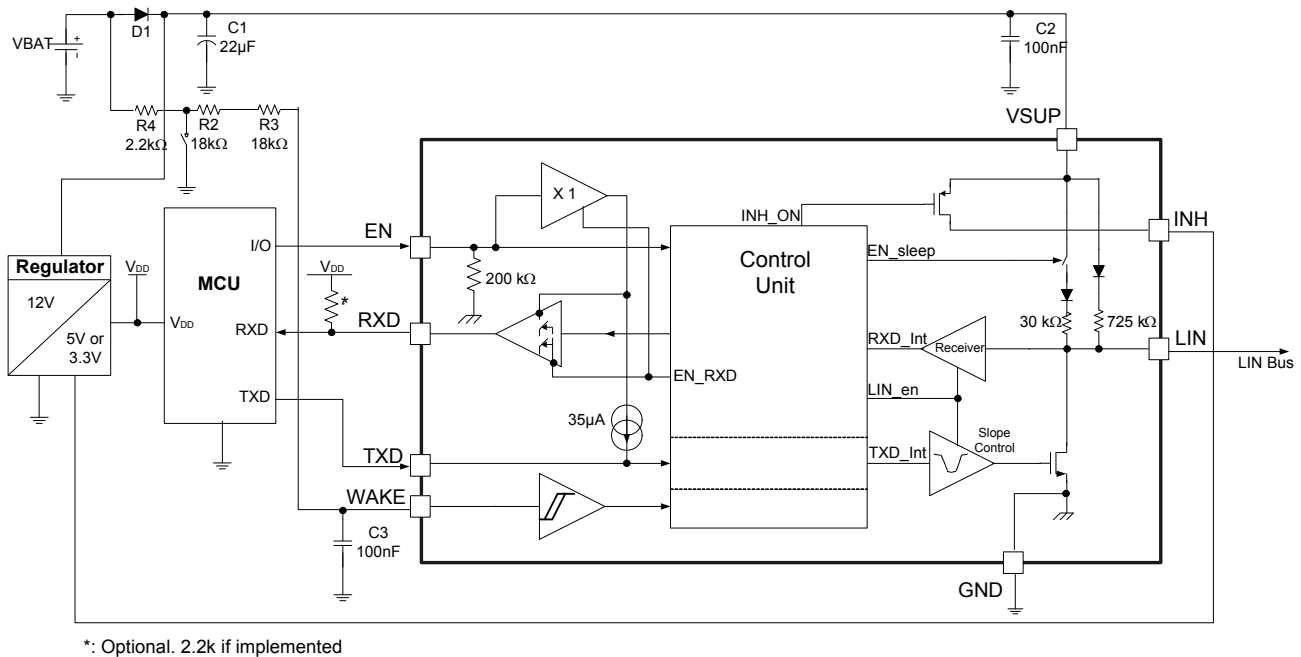 VBAT
+
-
D1
C1
22µF
C2
100nF
R4
2.2kΩ
R2
18kΩ
R3
18kΩ
VSUP
X 1
INH_ON
INH
I/O
EN
EN_sleep
Regulator
12V
5V or
3.3V
VDD
MCU
VDD
RXD
TXD
VDD
*
200 kΩ
Control
Unit
RXD
30 kΩ
725 kΩ
RXD_Int
Receiver
LIN
LIN Bus
EN_RXD
LIN_en
35µA
Slope
Control
TXD
TXD_Int
WAKE
C3
100nF
GND
*: Optional. 2.2k if implemented